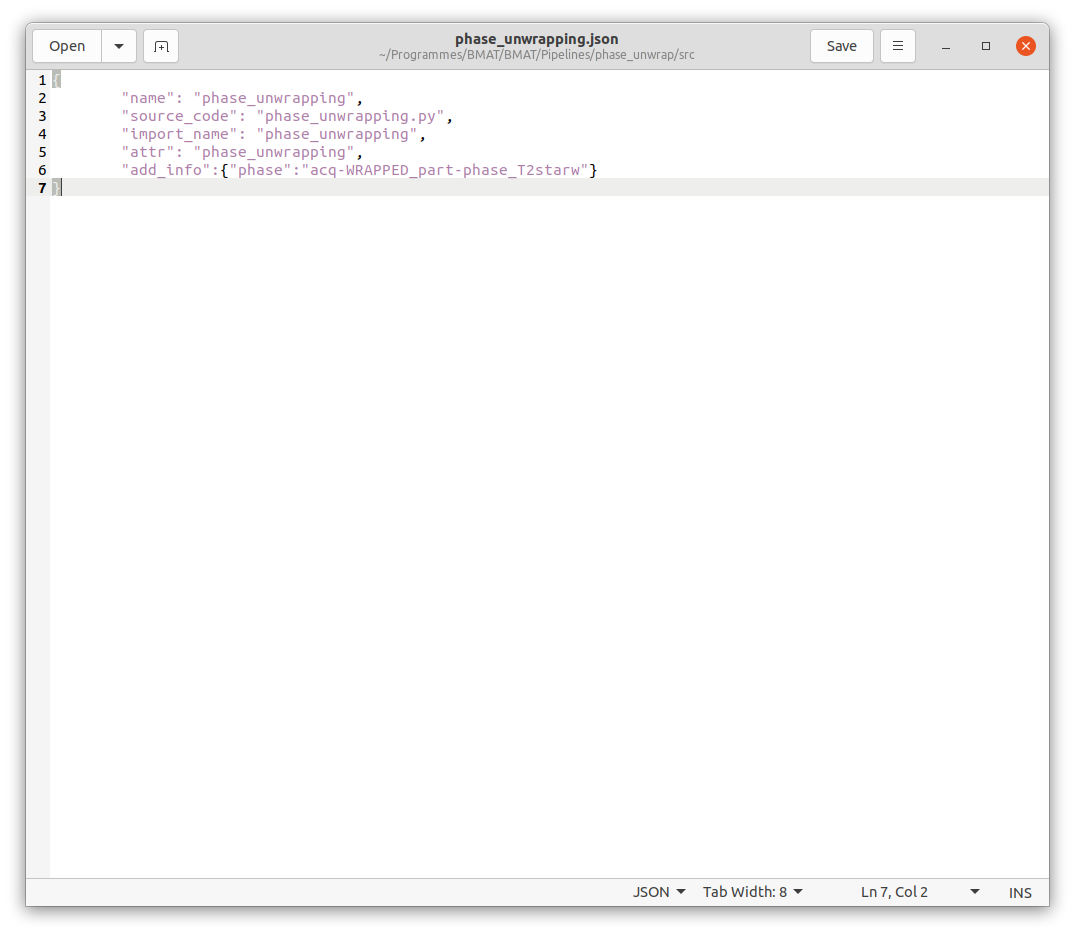 Open
phase_unwrapping.json
~/Programmes/BMAT/BMAT/Pipelines/phase_unwrap/src
Save
1 {
2 "name": "phase_unwrapping",
3 "source_code": "phase_unwrapping.py",
4 "import_name": "phase_unwrapping",
5 "attr": "phase_unwrapping",
6 "add_info":{"phase":"acq-WRAPPED_part-phase_T2starw"}
7 }
JSON Tab Width: 8 Ln 7, Col 2 INS